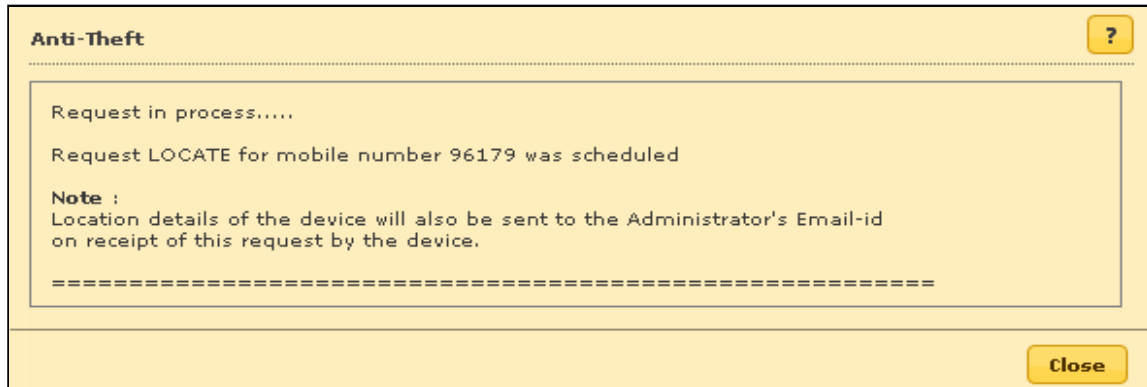 Anti-Theft
?
Request in process.....
Request LOCATE for mobile number 96179 was scheduled
Note :
Location details of the device will also be sent to the Administrator's Email-id
on receipt of this request by the device.
=========================================================
Close